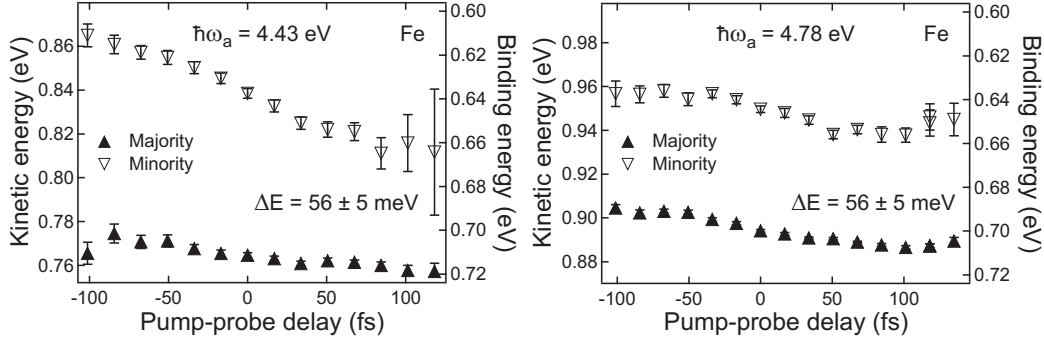 ħωa = 4.43 eV
Fe
Kinetic energy (eV)
0.86
0.84
0.82
0.80
0.78
0.76
Majority
Minority
ΔE = 56 ± 5 meV
0.60
0.62
0.64
0.66
0.68
0.70
0.72
Binding energy (eV)
-100
-50
0
50
100
Pump-probe delay (fs)
ħωa = 4.78 eV
Fe
Kinetic energy (eV)
0.98
0.96
0.94
0.92
0.90
0.88
Majority
Minority
ΔE = 56 ± 5 meV
0.60
0.62
0.64
0.66
0.68
0.70
0.72
Binding energy (eV)
-100
-50
0
50
100
Pump-probe delay (fs)